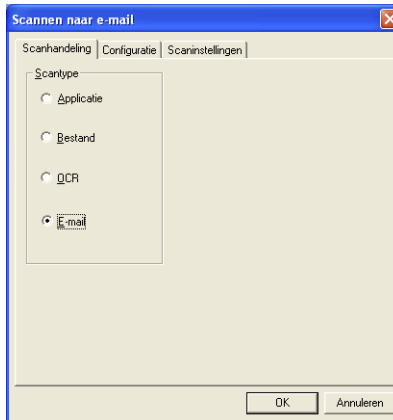 Scannen naar e-mail
Scanhandeling Configuratie Scaninstellingen
Scantype
Applicatie
Bestand
OCR
E-mail
OK Annuleren